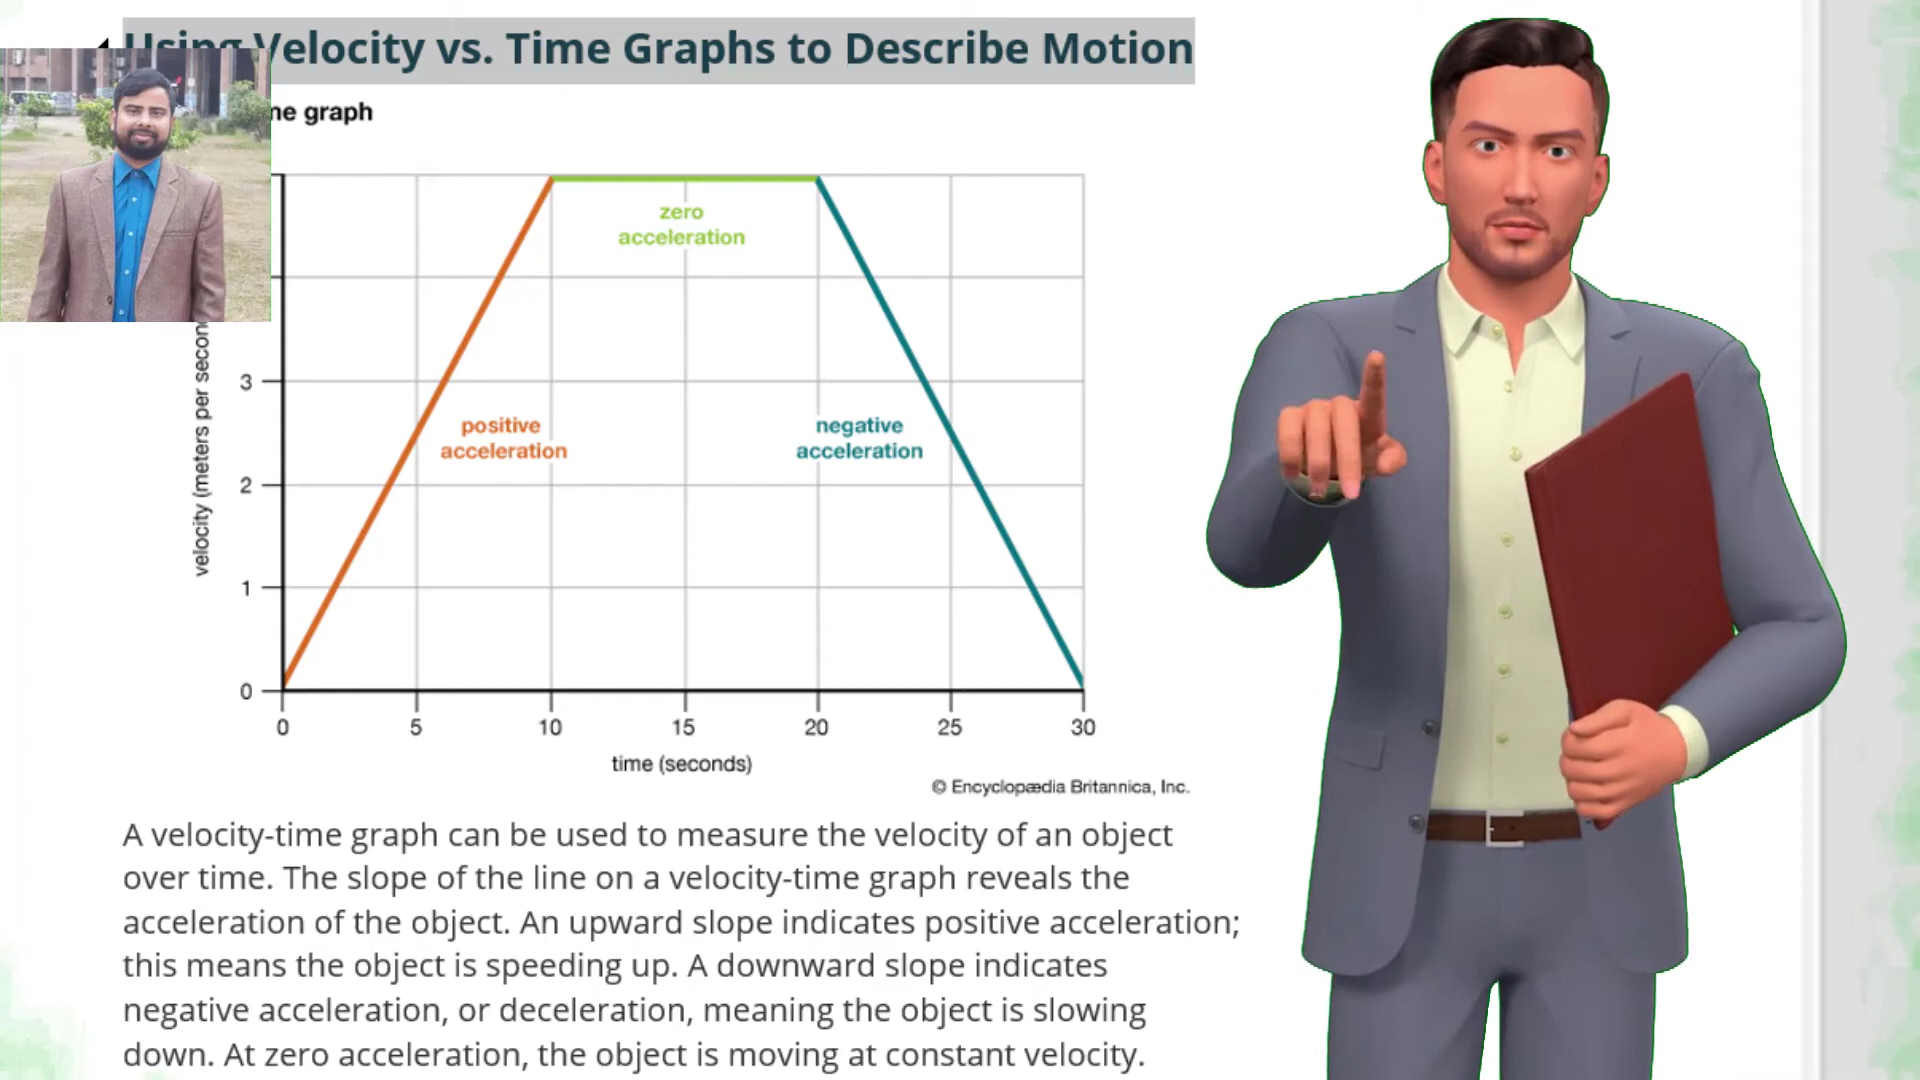 Using Velocity vs. Time Graphs to Describe Motion
graph
zero
acceleration
positive
acceleration
negative
acceleration
velocity (meters per
3
2
1
0
0 5 10 15 20 25 30
time (seconds)
© Encyclopædia Britannica, Inc.
A velocity-time graph can be used to measure the velocity of an object
over time. The slope of the line on a velocity-time graph reveals the
acceleration of the object. An upward slope indicates positive acceleration;
this means the object is speeding up. A downward slope indicates
negative acceleration, or deceleration, meaning the object is slowing
down. At zero acceleration, the object is moving at constant velocity.